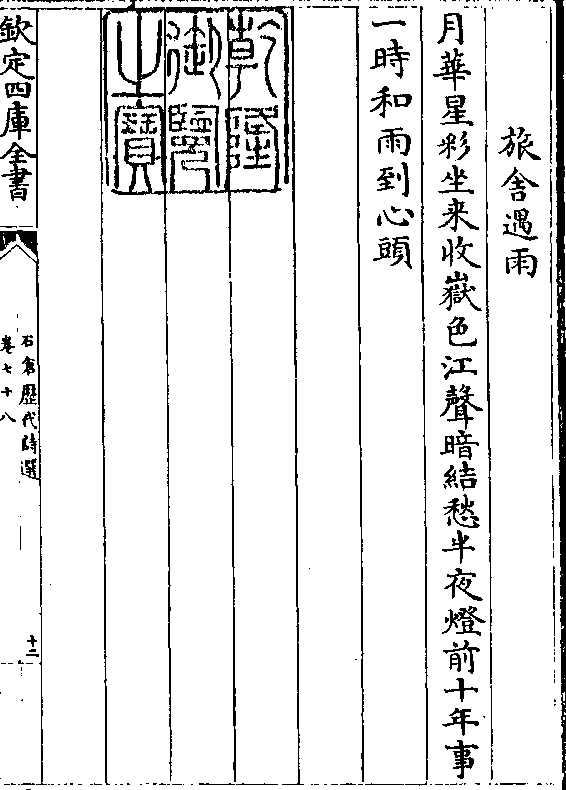 旅舍遇雨
月華星彩坐来收嶽色江聲暗結愁半夜燈前十年事
一時和雨到心頭
乾隆
御覽
之寶
欽定四庫全書
石倉歷代詩選
卷七十八
十二